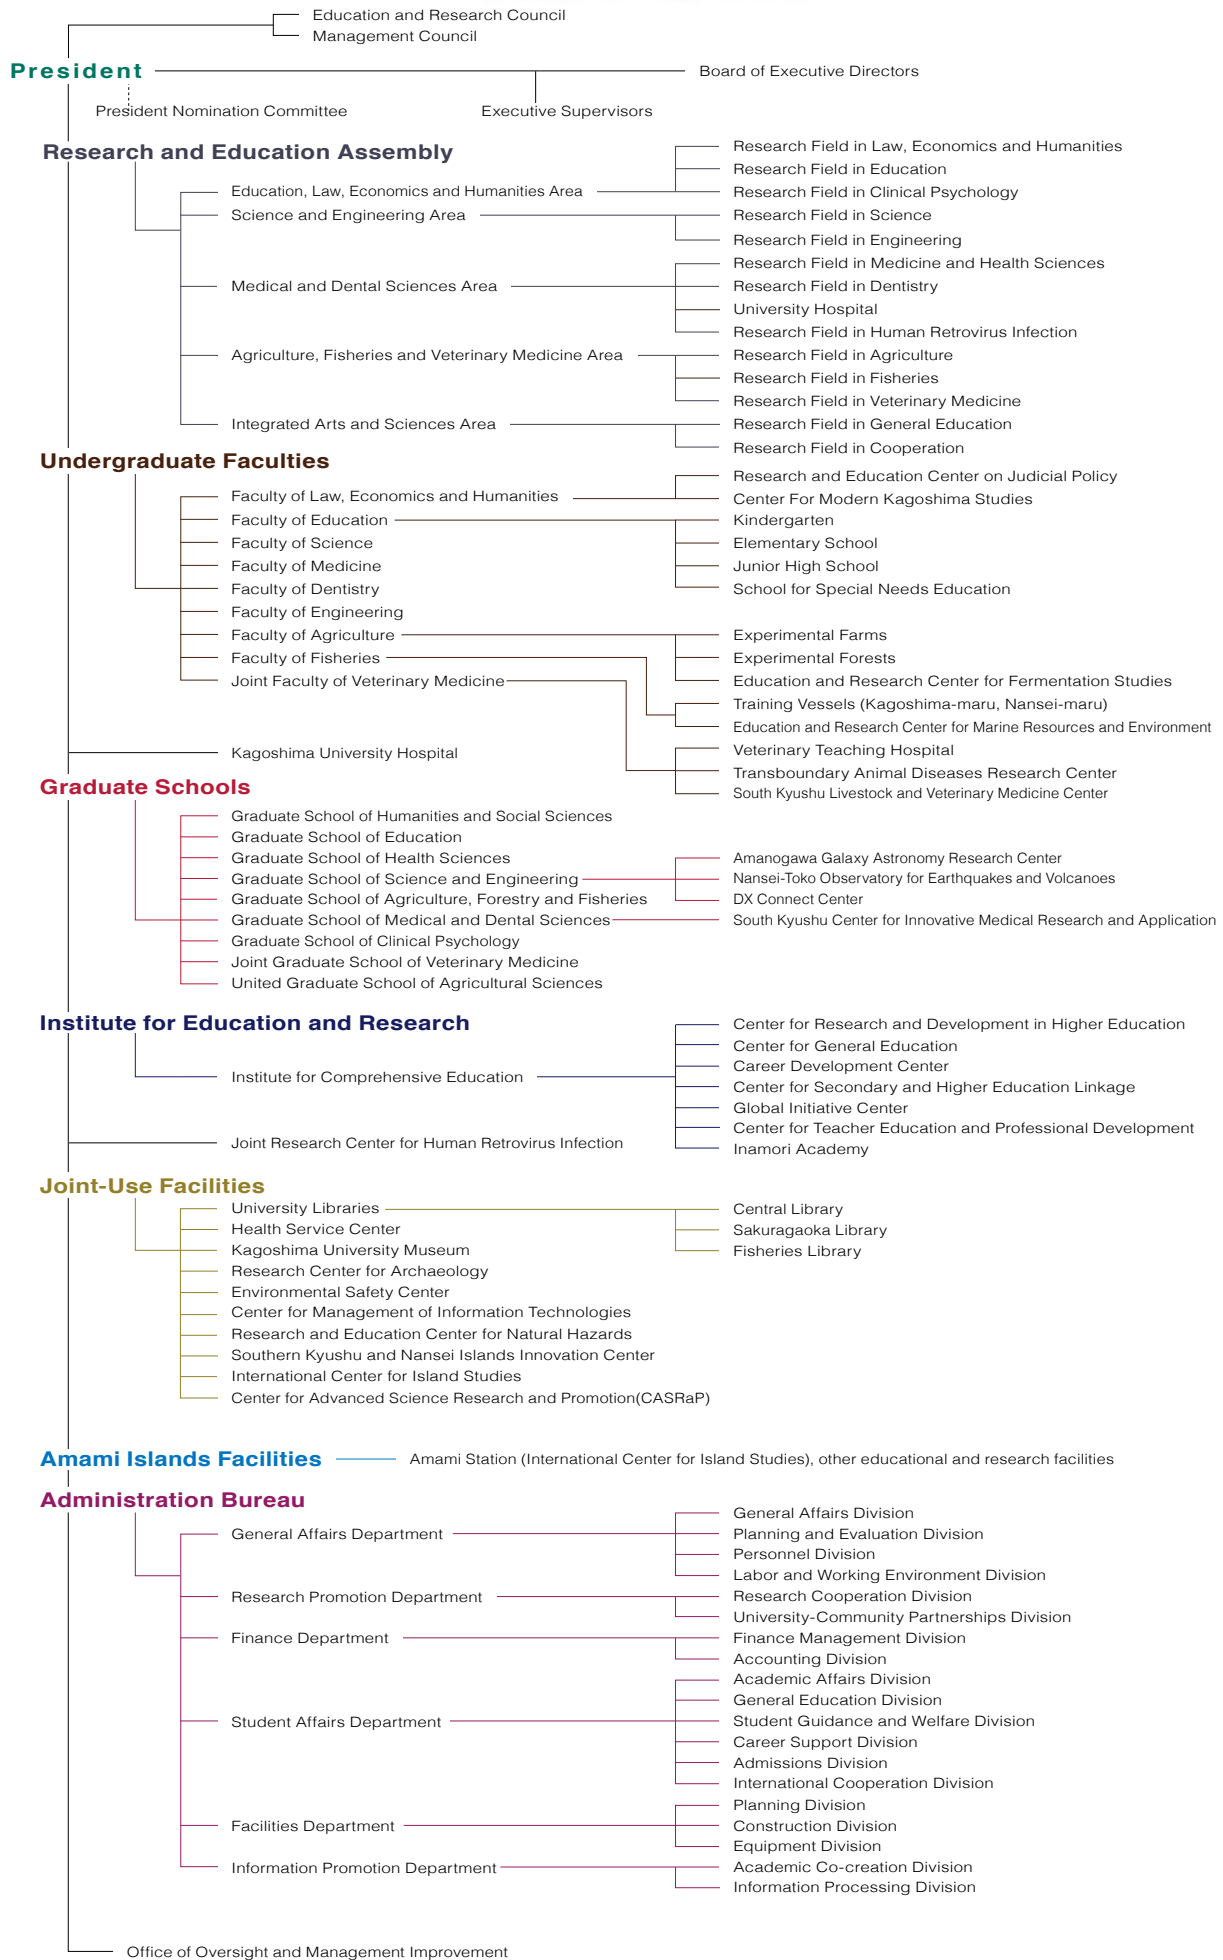 Education and Research Council
Management Council
President
Board of Executive Directors
President Nomination Committee
Executive Supervisors
Research and Education Assembly
Education, Law, Economics and Humanities Area
Research Field in Law, Economics and Humanities
Research Field in Education
Research Field in Clinical Psychology
Science and Engineering Area
Research Field in Science
Research Field in Engineering
Medical and Dental Sciences Area
Research Field in Medicine and Health Sciences
Research Field in Dentistry
University Hospital
Research Field in Human Retrovirus Infection
Agriculture, Fisheries and Veterinary Medicine Area
Research Field in Agriculture
Research Field in Fisheries
Research Field in Veterinary Medicine
Integrated Arts and Sciences Area
Research Field in General Education
Research Field in Cooperation
Undergraduate Faculties
Faculty of Law, Economics and Humanities
Research and Education Center on Judicial Policy
Center For Modern Kagoshima Studies
Faculty of Education
Kindergarten
Elementary School
Junior High School
School for Special Needs Education
Faculty of Science
Faculty of Medicine
Faculty of Dentistry
Faculty of Engineering
Faculty of Agriculture
Experimental Farms
Experimental Forests
Education and Research Center for Fermentation Studies
Faculty of Fisheries
Training Vessels (Kagoshima-maru, Nansei-maru)
Education and Research Center for Marine Resources and Environment
Joint Faculty of Veterinary Medicine
Veterinary Teaching Hospital
Transboundary Animal Diseases Research Center
South Kyushu Livestock and Veterinary Medicine Center
Kagoshima University Hospital
Graduate Schools
Graduate School of Humanities and Social Sciences
Graduate School of Education
Graduate School of Health Sciences
Graduate School of Science and Engineering
Amanogawa Galaxy Astronomy Research Center
Nansei-Toko Observatory for Earthquakes and Volcanoes
DX Connect Center
Graduate School of Agriculture, Forestry and Fisheries
Graduate School of Medical and Dental Sciences
South Kyushu Center for Innovative Medical Research and Application
Graduate School of Clinical Psychology
Joint Graduate School of Veterinary Medicine
United Graduate School of Agricultural Sciences
Institute for Education and Research
Institute for Comprehensive Education
Center for Research and Development in Higher Education
Center for General Education
Career Development Center
Center for Secondary and Higher Education Linkage
Global Initiative Center
Center for Teacher Education and Professional Development
Inamori Academy
Joint Research Center for Human Retrovirus Infection
Joint-Use Facilities
University Libraries
Central Library
Sakuragaoka Library
Fisheries Library
Health Service Center
Kagoshima University Museum
Research Center for Archaeology
Environmental Safety Center
Center for Management of Information Technologies
Research and Education Center for Natural Hazards
Southern Kyushu and Nansei Islands Innovation Center
International Center for Island Studies
Center for Advanced Science Research and Promotion(CASRaP)
Amami Islands Facilities
Amami Station (International Center for Island Studies), other educational and research facilities
Administration Bureau
General Affairs Department
General Affairs Division
Planning and Evaluation Division
Personnel Division
Labor and Working Environment Division
Research Promotion Department
Research Cooperation Division
University-Community Partnerships Division
Finance Department
Finance Management Division
Accounting Division
Student Affairs Department
Academic Affairs Division
General Education Division
Student Guidance and Welfare Division
Career Support Division
Admissions Division
International Cooperation Division
Facilities Department
Planning Division
Construction Division
Equipment Division
Information Promotion Department
Academic Co-creation Division
Information Processing Division
Office of Oversight and Management Improvement